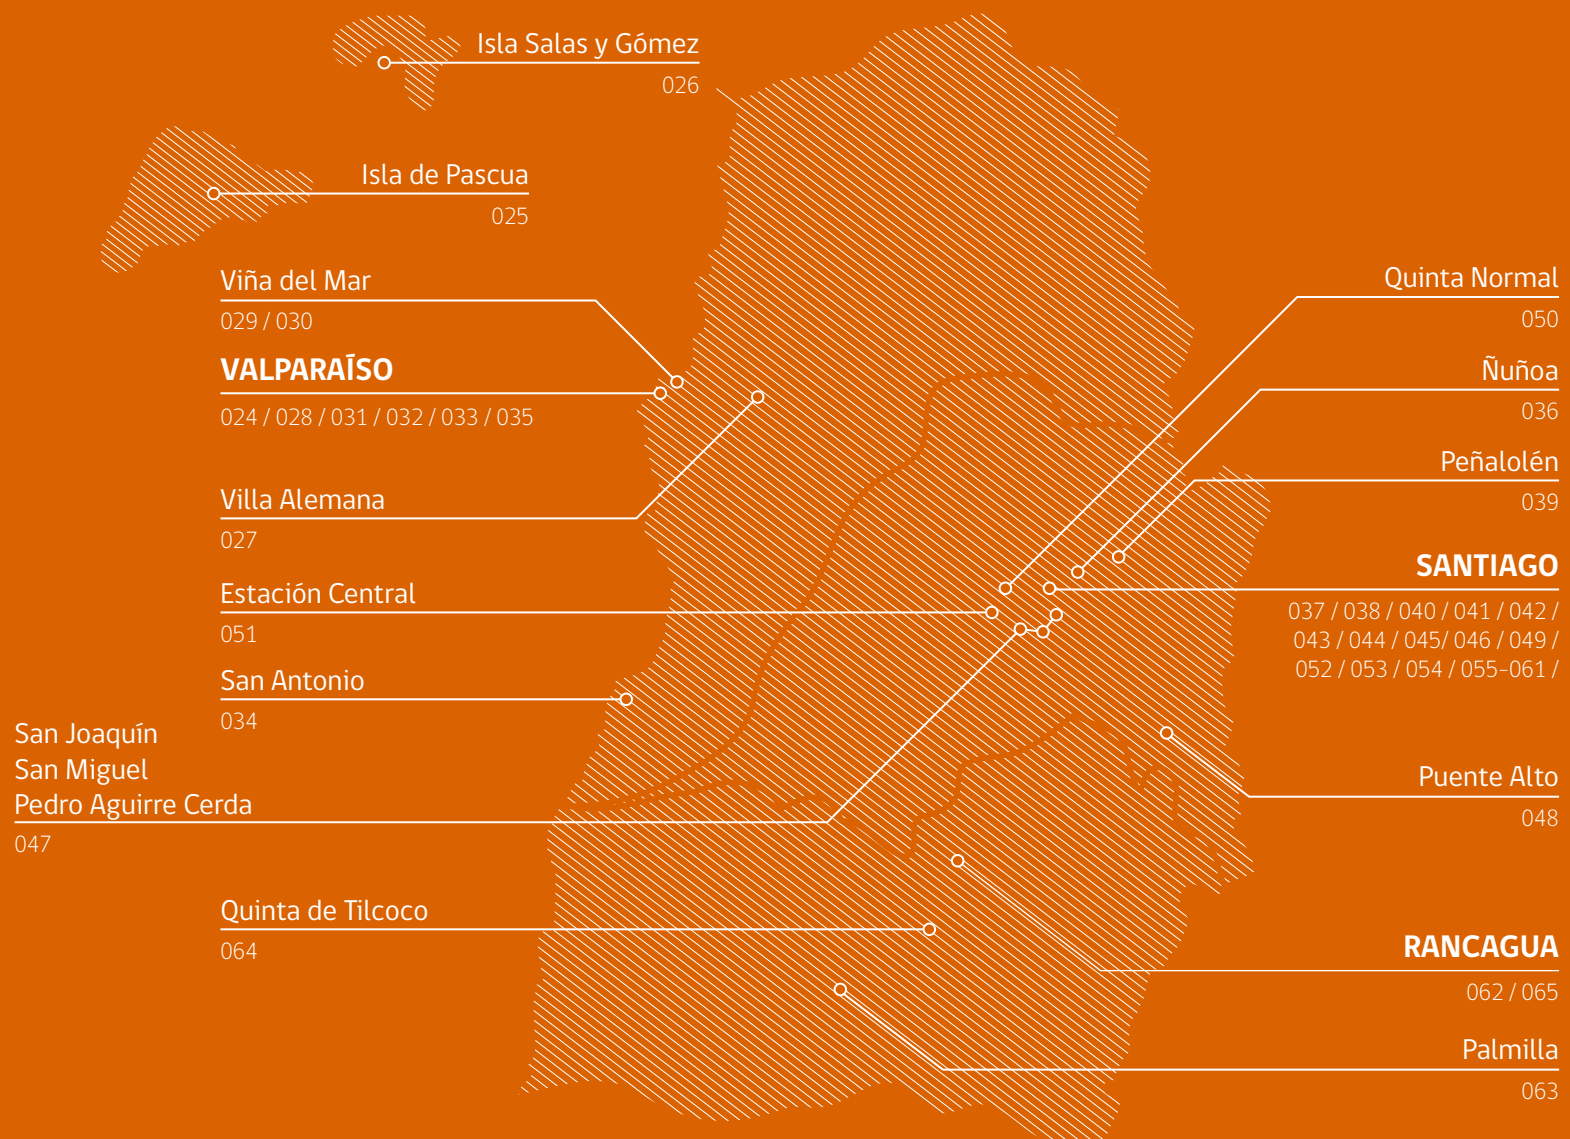 Isla Salas y Gómez
026
Isla de Pascua
025
Viña del Mar
029 / 030
VALPARAÍSO
024 / 028 / 031 / 032 / 033 / 035
Villa Alemana
027
Estación Central
051
San Antonio
034
San Joaquín
San Miguel
Pedro Aguirre Cerda
047
Quinta de Tilcoco
064
Quinta Normal
050
Ñuñoa
036
Peñalolén
039
SANTIAGO
037 / 038 / 040 / 041 / 042 /
043 / 044 / 045/ 046 / 049 /
052 / 053 / 054 / 055-061 /
Puente Alto
048
RANCAGUA
062 / 065
Palmilla
063